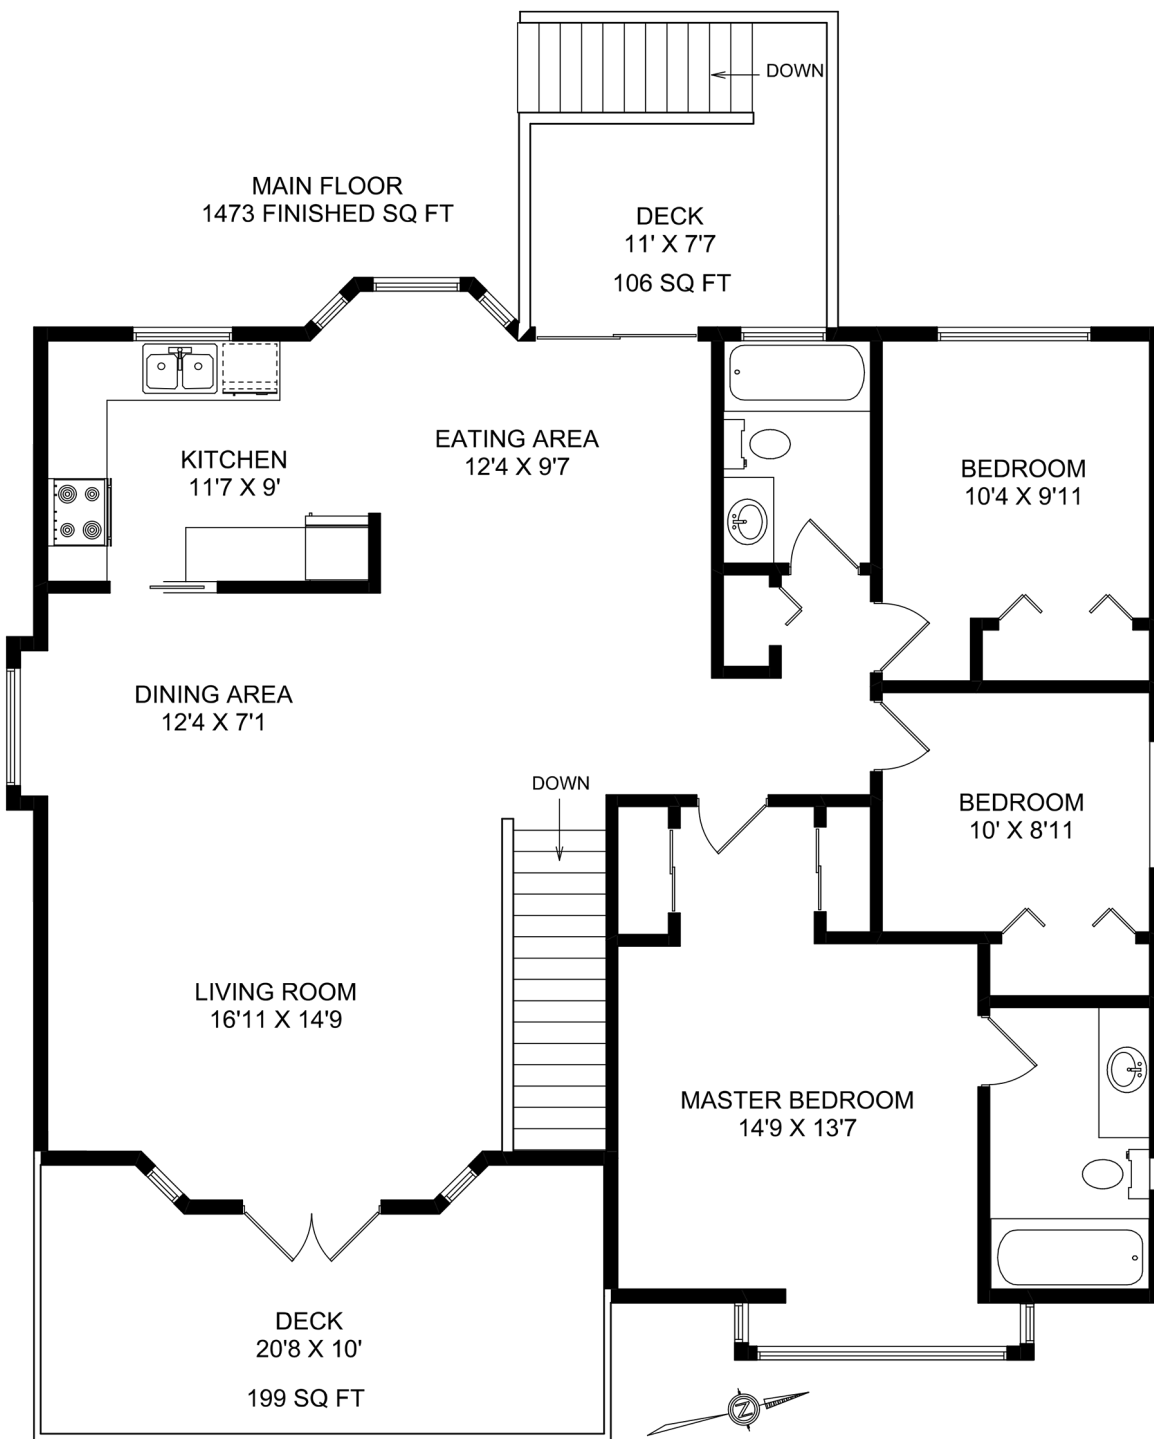 DOWN
MAIN FLOOR
1473 FINISHED SQ FT
DECK
11' X 7'7
106 SQ FT
KITCHEN
11'7 X 9'
EATING AREA
12'4 X 9'7
BEDROOM
10'4 X 9'11
DINING AREA
12'4 X 7'1
DOWN
BEDROOM
10' X 8'11
LIVING ROOM
16'11 X 14'9
MASTER BEDROOM
14'9 X 13'7
DECK
20'8 X 10'
199 SQ FT
N